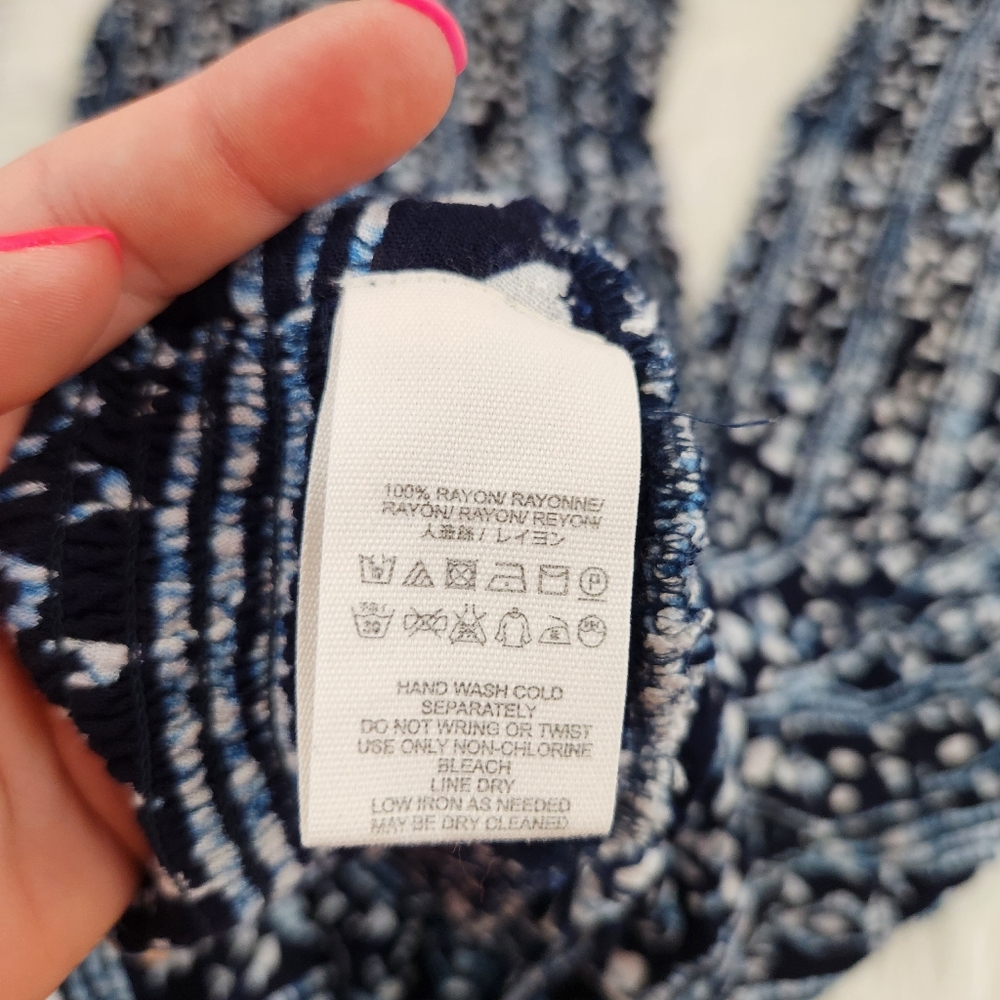 100% RAYON/ RAYONNE/
RAYÓN/ RAYON/ REYON/
人造絲 / レイヨン
HAND WASH COLD
SEPARATELY
DO NOT WRING OR TWIST
USE ONLY NON-CHLORINE
BLEACH
LINE DRY
LOW IRON AS NEEDED
MAY BE DRY CLEANED